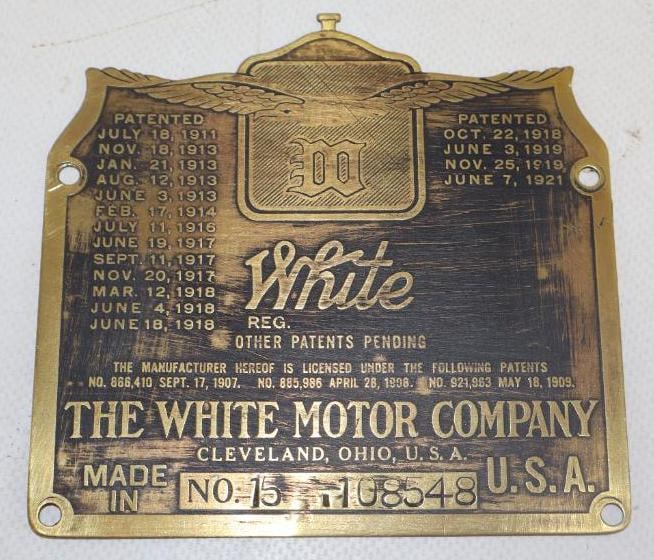 PATENTED
JULY 18, 1911
NOV. 18, 1913
JAN. 21, 1913
AUG. 12, 1913
JUNE 3, 1913
FEB. 17, 1914
JULY 11, 1916
JUNE 19, 1917
SEPT. 11, 1917
NOV. 20, 1917
MAR. 12, 1918
JUNE 4, 1918
JUNE 18, 1918
PATENTED
OCT. 22, 1918
JUNE 3, 1919
NOV. 25, 1919
JUNE 7, 1921
W
White
REG.
OTHER PATENTS PENDING
THE MANUFACTURER HEREOF IS LICENSED UNDER THE FOLLOWING PATENTS
NO. 866,410 SEPT. 17, 1907. NO. 885,986 APRIL 28, 1908. NO. 921,963 MAY 18, 1909.
THE WHITE MOTOR COMPANY
CLEVELAND, OHIO, U.S.A.
MADE IN NO. 15 108548 U.S.A.